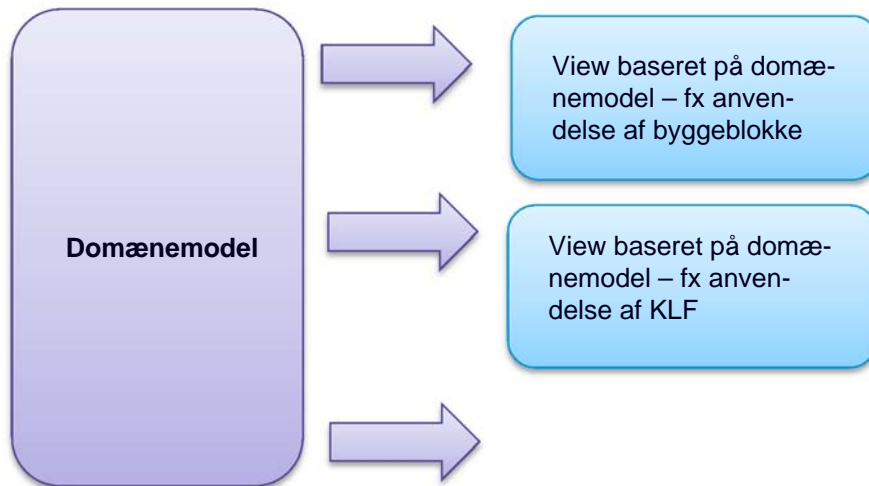 Domænemodel
View baseret på domæ-
nemodel – fx anven-
delse af byggeblokke
View baseret på domæ-
nemodel – fx anven-
delse af KLF